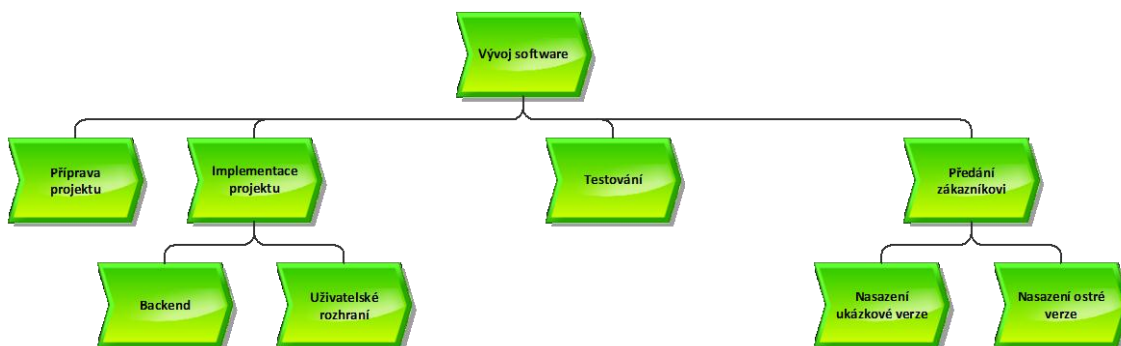 Vývoj software
Příprava
projektu
Implementace
projektu
Testování
Předání
zákazníkovi
Backend
Uživatelské
rozhraní
Nasazení
ukázkové verze
Nasazení ostré
verze